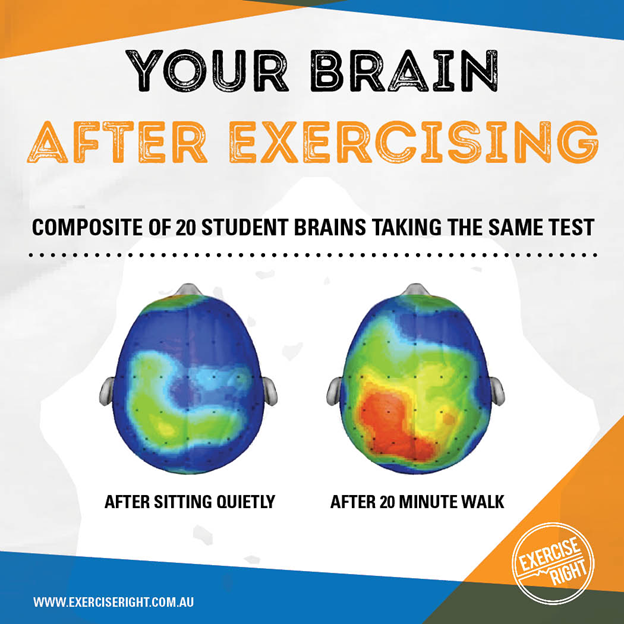 YOUR BRAIN
AFTER EXERCISING
COMPOSITE OF 20 STUDENT BRAINS TAKING THE SAME TEST
AFTER SITTING QUIETLY
AFTER 20 MINUTE WALK
EXERCISE
RIGHT
WWW.EXERCISERIGHT.COM.AU